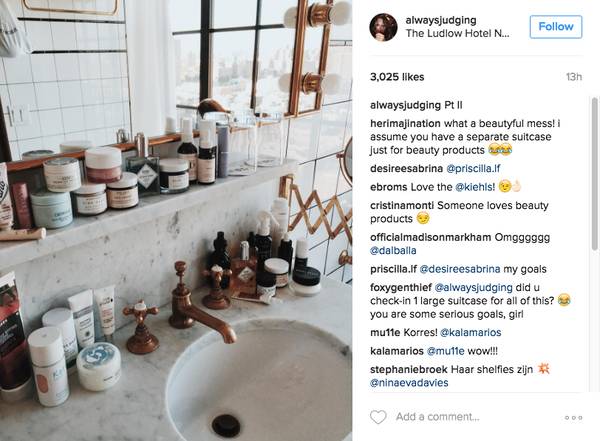 alwaysjudging
The Ludlow Hotel N...
Follow
3,025 likes
13h
alwaysjudging Pt II
herimajination what a beautyful mess! i
assume you have a separate suitcase
just for beauty products 😂😂
desireesabrina @priscilla.lf
ebroms Love the @kiehls! 😉👌🏻
cristinamonti Someone loves beauty
products 😏
officialmadisonmarkham Omgggggg
@dalballa
priscilla.lf @desireesabrina my goals
foxygenthief @alwaysjudging did u
check-in 1 large suitcase for all of this? 😂
you are some serious goals, girl
mu11e Korres! @kalamarios
kalamarios @mu11e wow!!!
stephaniebroek Haar shelfies zijn 💥
@ninaevadavies
Add a comment...